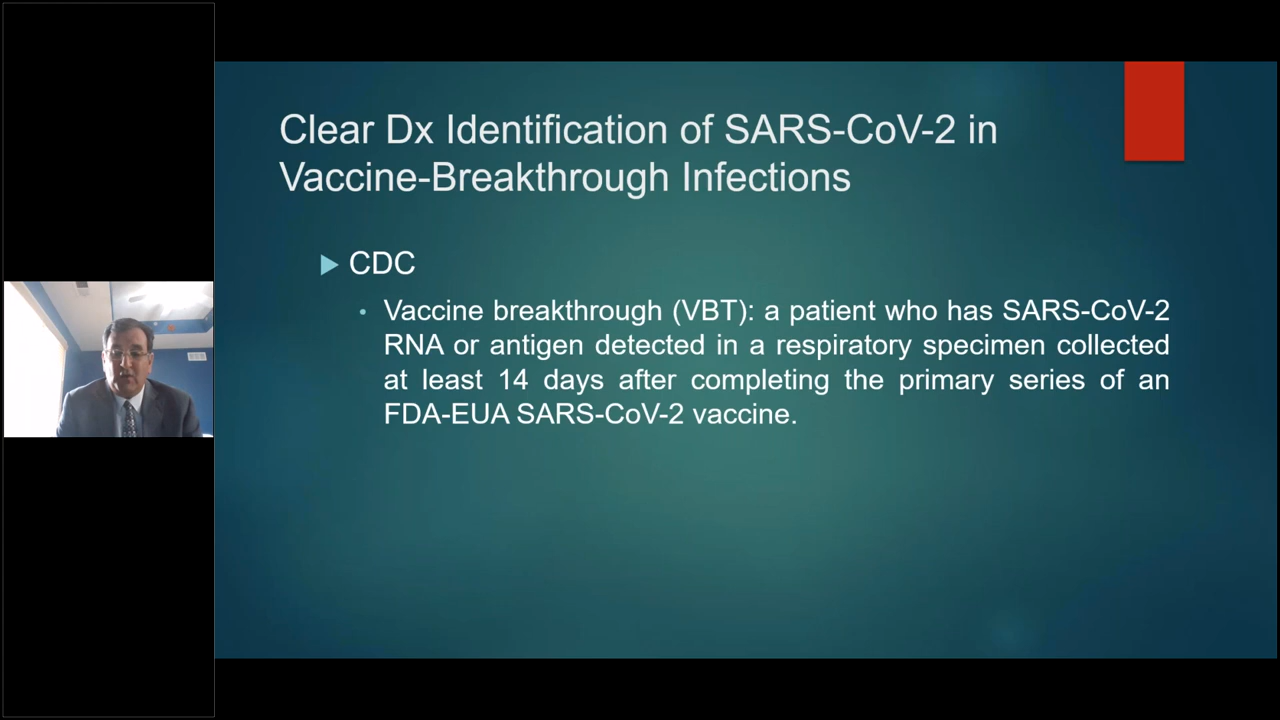 Clear Dx Identification of SARS-CoV-2 in
Vaccine-Breakthrough Infections
CDC
Vaccine breakthrough (VBT): a patient who has SARS-CoV-2
RNA or antigen detected in a respiratory specimen collected
at least 14 days after completing the primary series of an
FDA-EUA SARS-CoV-2 vaccine.